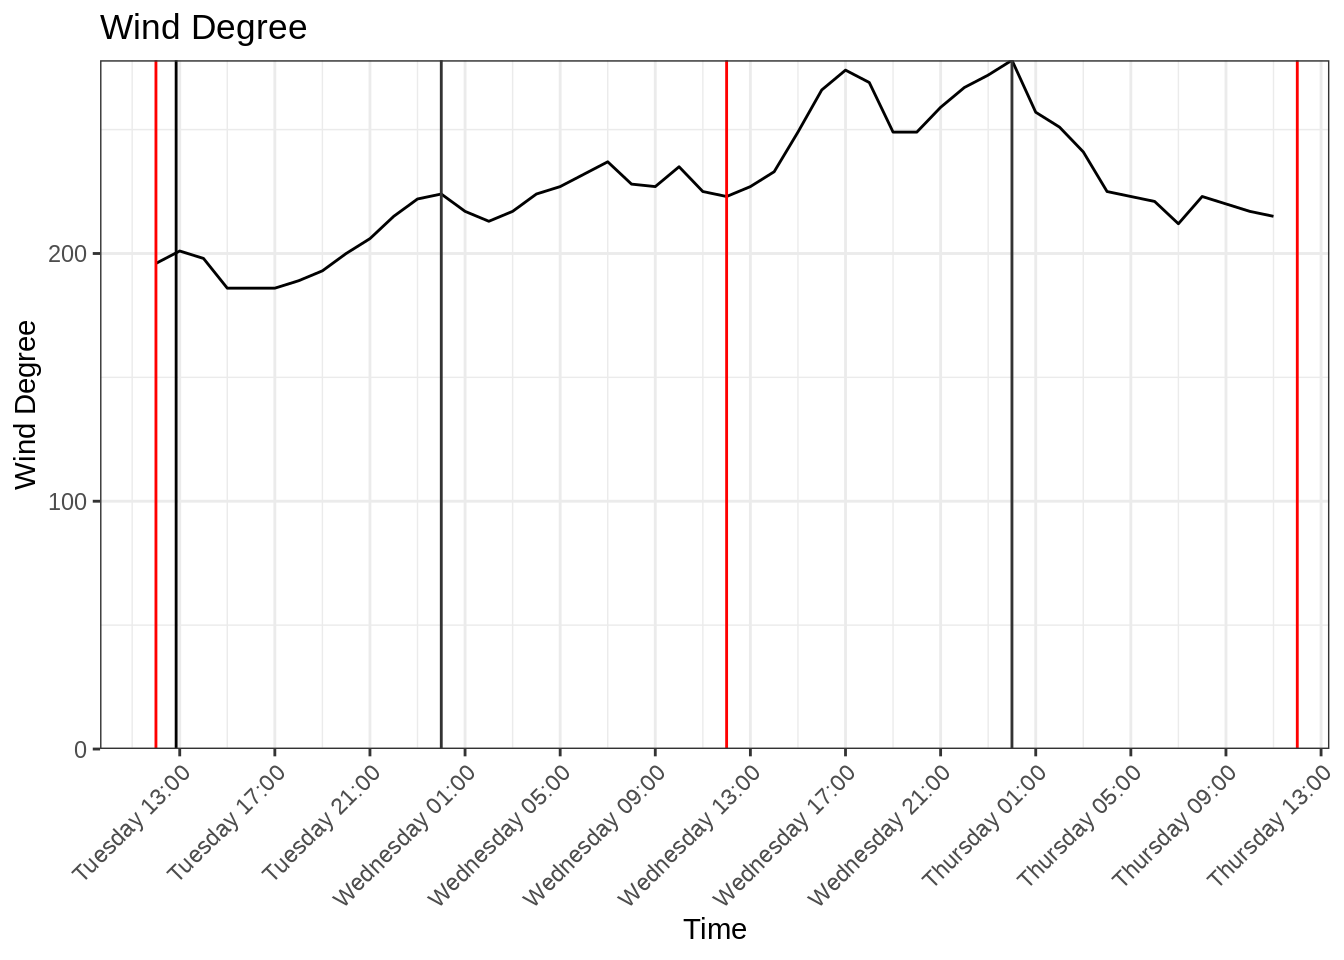 Wind Degree
Wind Degree
200
100
0
Tuesday 13:00
Tuesday 17:00
Tuesday 21:00
Wednesday 01:00
Wednesday 05:00
Wednesday 09:00
Wednesday 13:00
Wednesday 17:00
Wednesday 21:00
Thursday 01:00
Thursday 05:00
Thursday 09:00
Thursday 13:00
Time